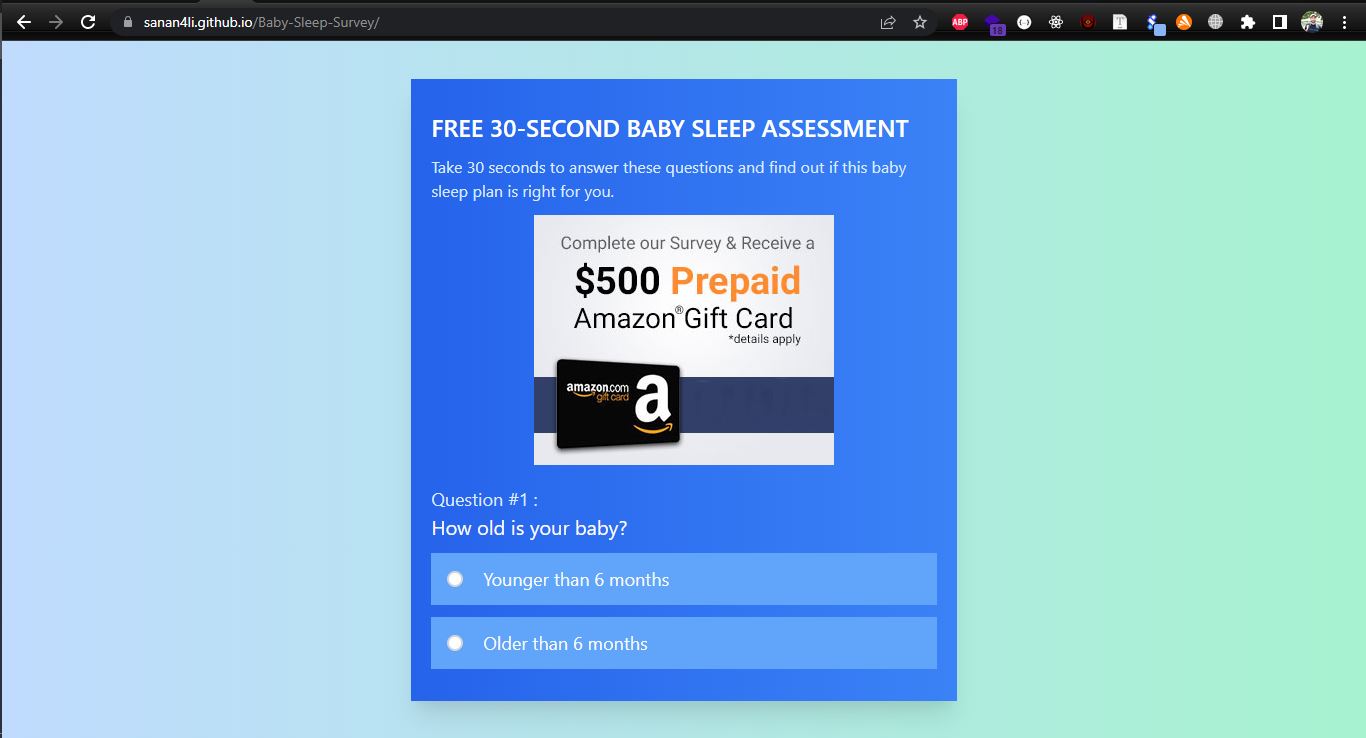 sanan4li.github.io/Baby-Sleep-Survey/
ABP
18
T
FREE 30-SECOND BABY SLEEP ASSESSMENT
Take 30 seconds to answer these questions and find out if this baby
sleep plan is right for you.
Complete our Survey & Receive a
$500 Prepaid
Amazon® Gift Card
*details apply
amazon.com
gift card
a
Question #1 :
How old is your baby?
Younger than 6 months
Older than 6 months